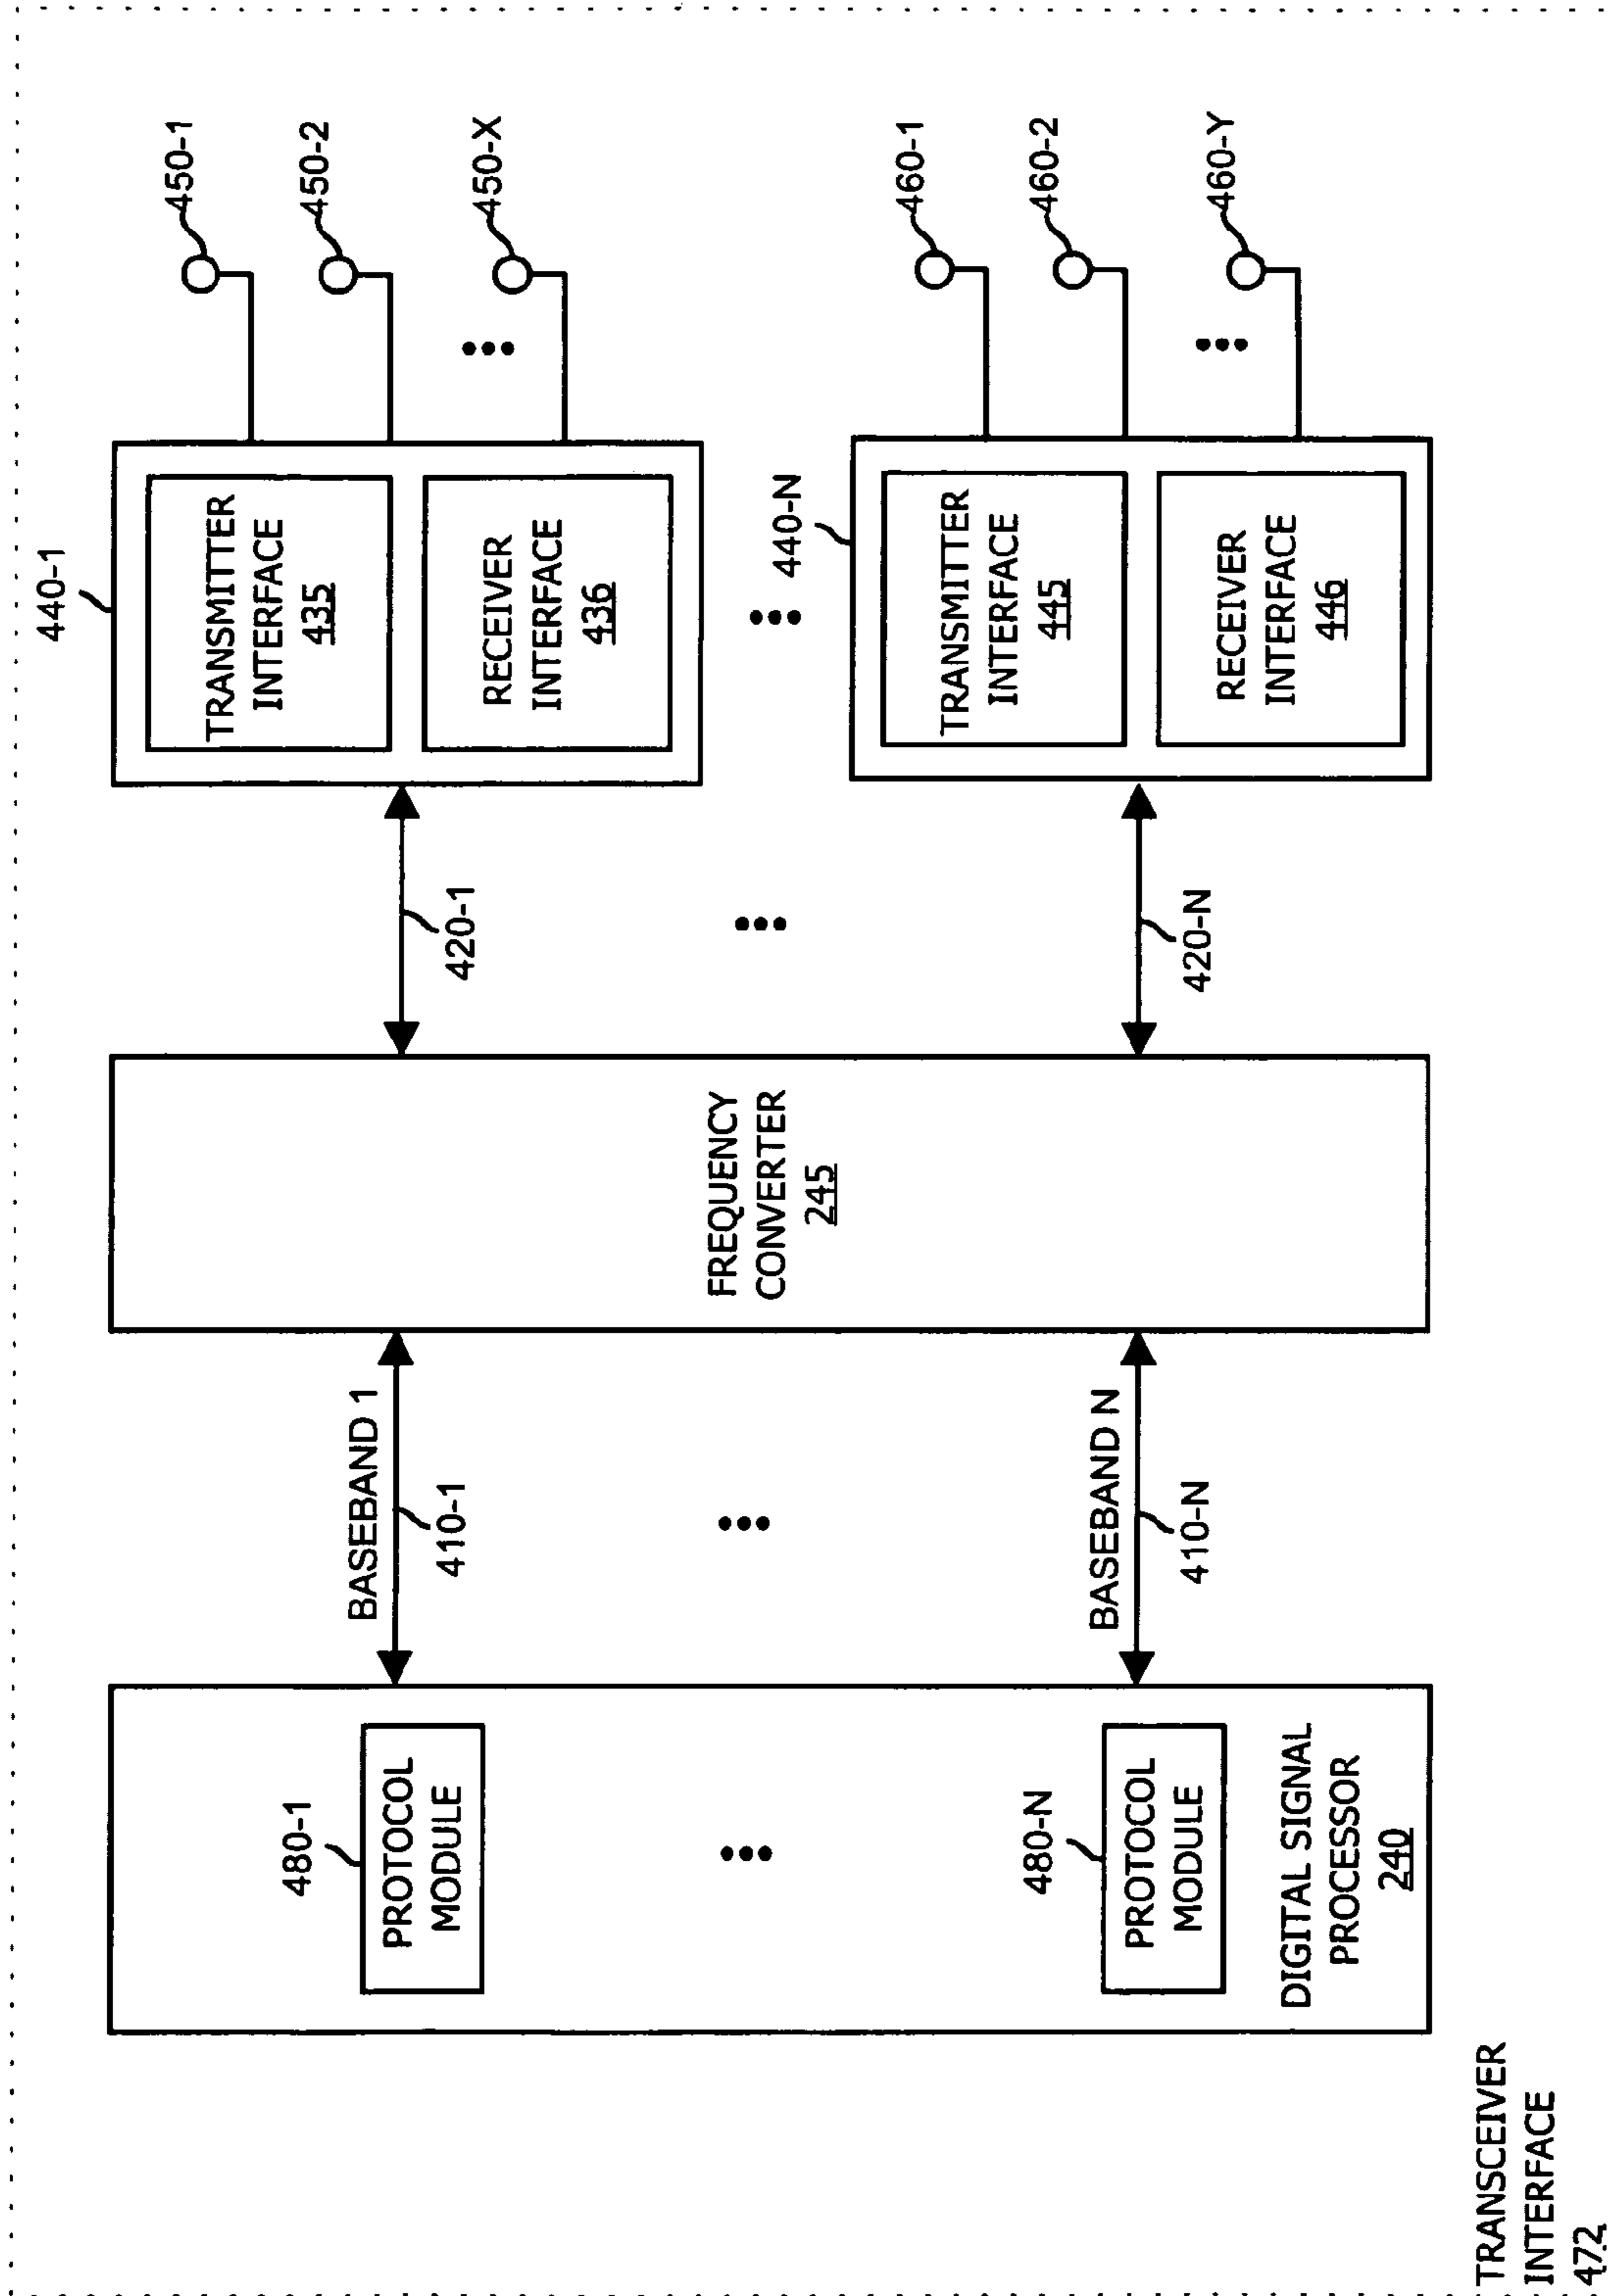 480-1
PROTOCOL
MODULE
480-N
PROTOCOL
MODULE
DIGITAL SIGNAL
PROCESSOR
240
BASEBAND 1
410-1
BASEBAND N
410-N
FREQUENCY
CONVERTER
245
420-1
420-N
440-1
TRANSMITTER
INTERFACE
435
RECEIVER
INTERFACE
436
440-N
TRANSMITTER
INTERFACE
445
RECEIVER
INTERFACE
446
450-1
450-2
450-X
460-1
460-2
460-Y
TRANSCEIVER
INTERFACE
472